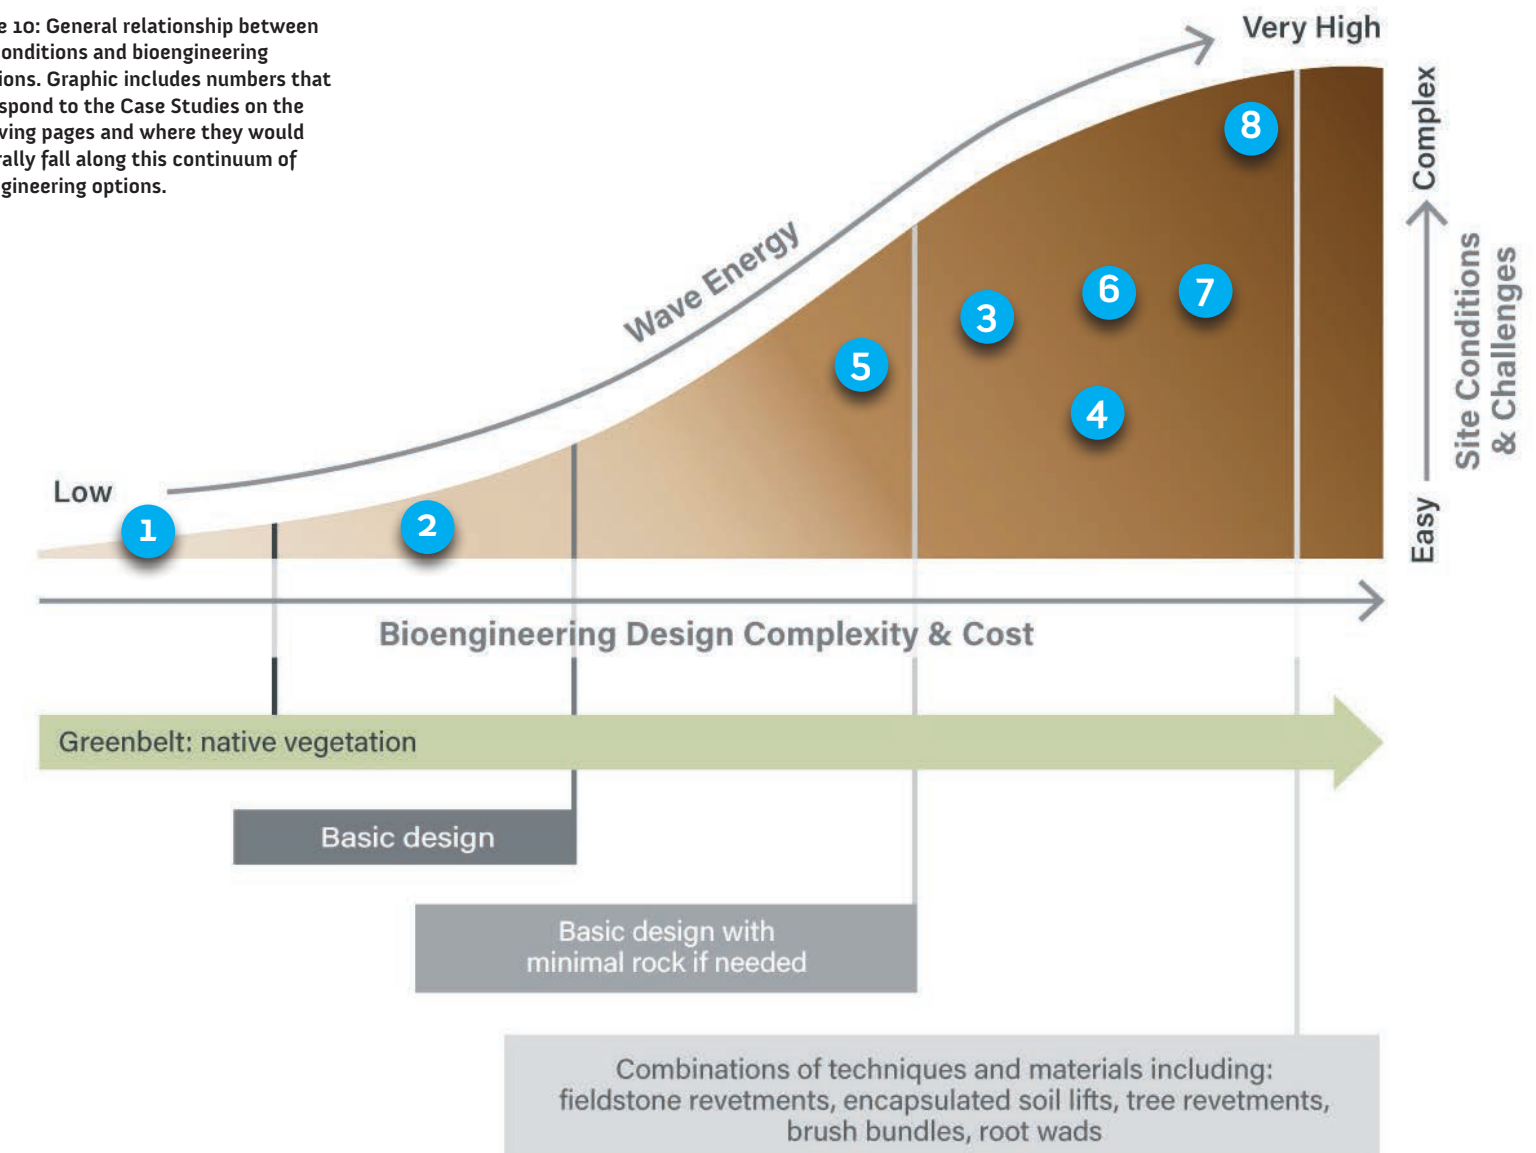 e 10: General relationship between
onditions and bioengineering
ions. Graphic includes numbers that
spond to the Case Studies on the
ving pages and where they would
rally fall along this continuum of
gineering options.
Very High
8
Complex
Wave Energy
6
7
3
5
4
Site Conditions
& Challenges
Low
1
2
Easy
Bioengineering Design Complexity & Cost
Greenbelt: native vegetation
Basic design
Basic design with
minimal rock if needed
Combinations of techniques and materials including:
fieldstone revetments, encapsulated soil lifts, tree revetments,
brush bundles, root wads